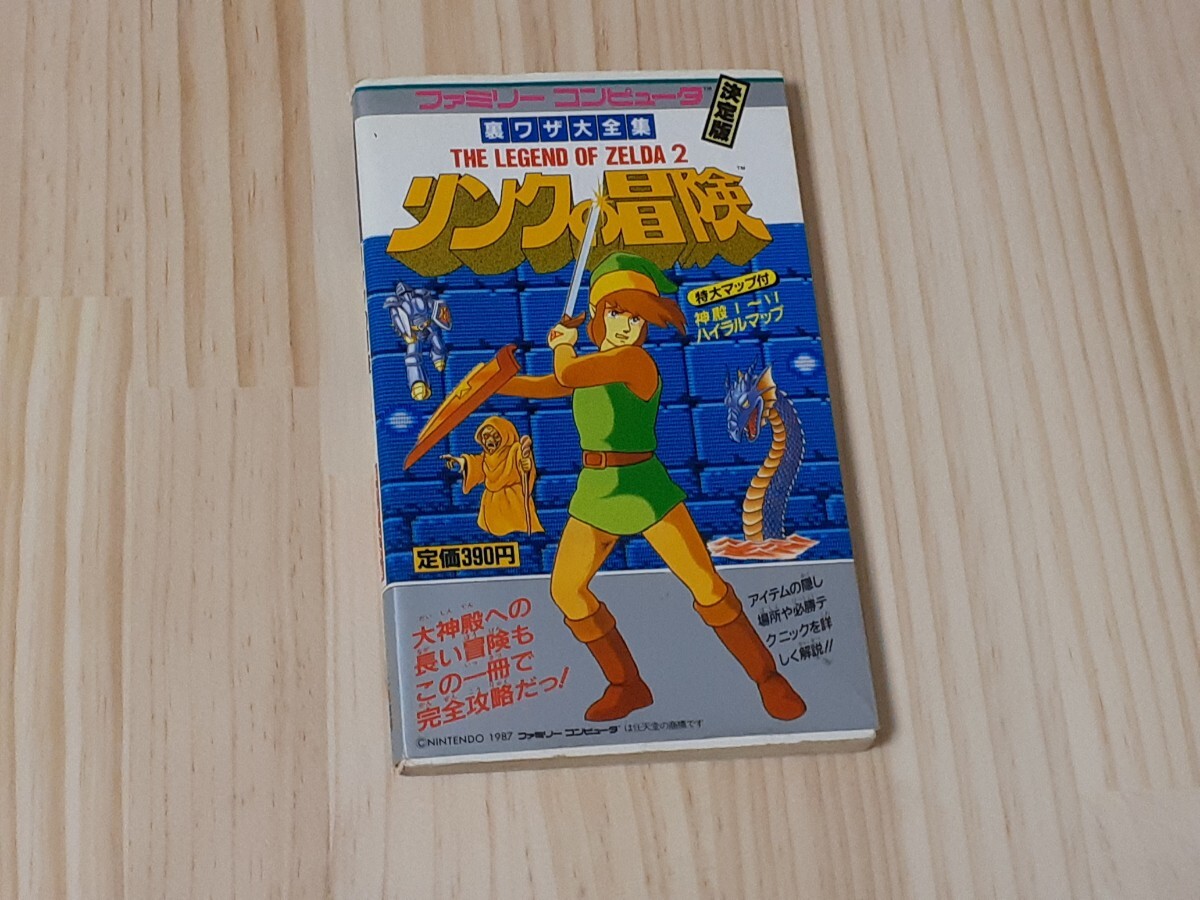 ファミリー コンピュータ™
決定版
裏ワザ大全集
THE LEGEND OF ZELDA 2
リンクの冒険™
特大マップ付
神殿Ⅰ〜Ⅵ
ハイラルマップ
定価390円
大神殿への
長い冒険も
この一冊で
完全攻略だっ!
アイテムの隠し
場所や必勝テ
クニックを詳
しく解説!!
©NINTENDO 1987 ファミリー コンピュータ™は任天堂の商標です